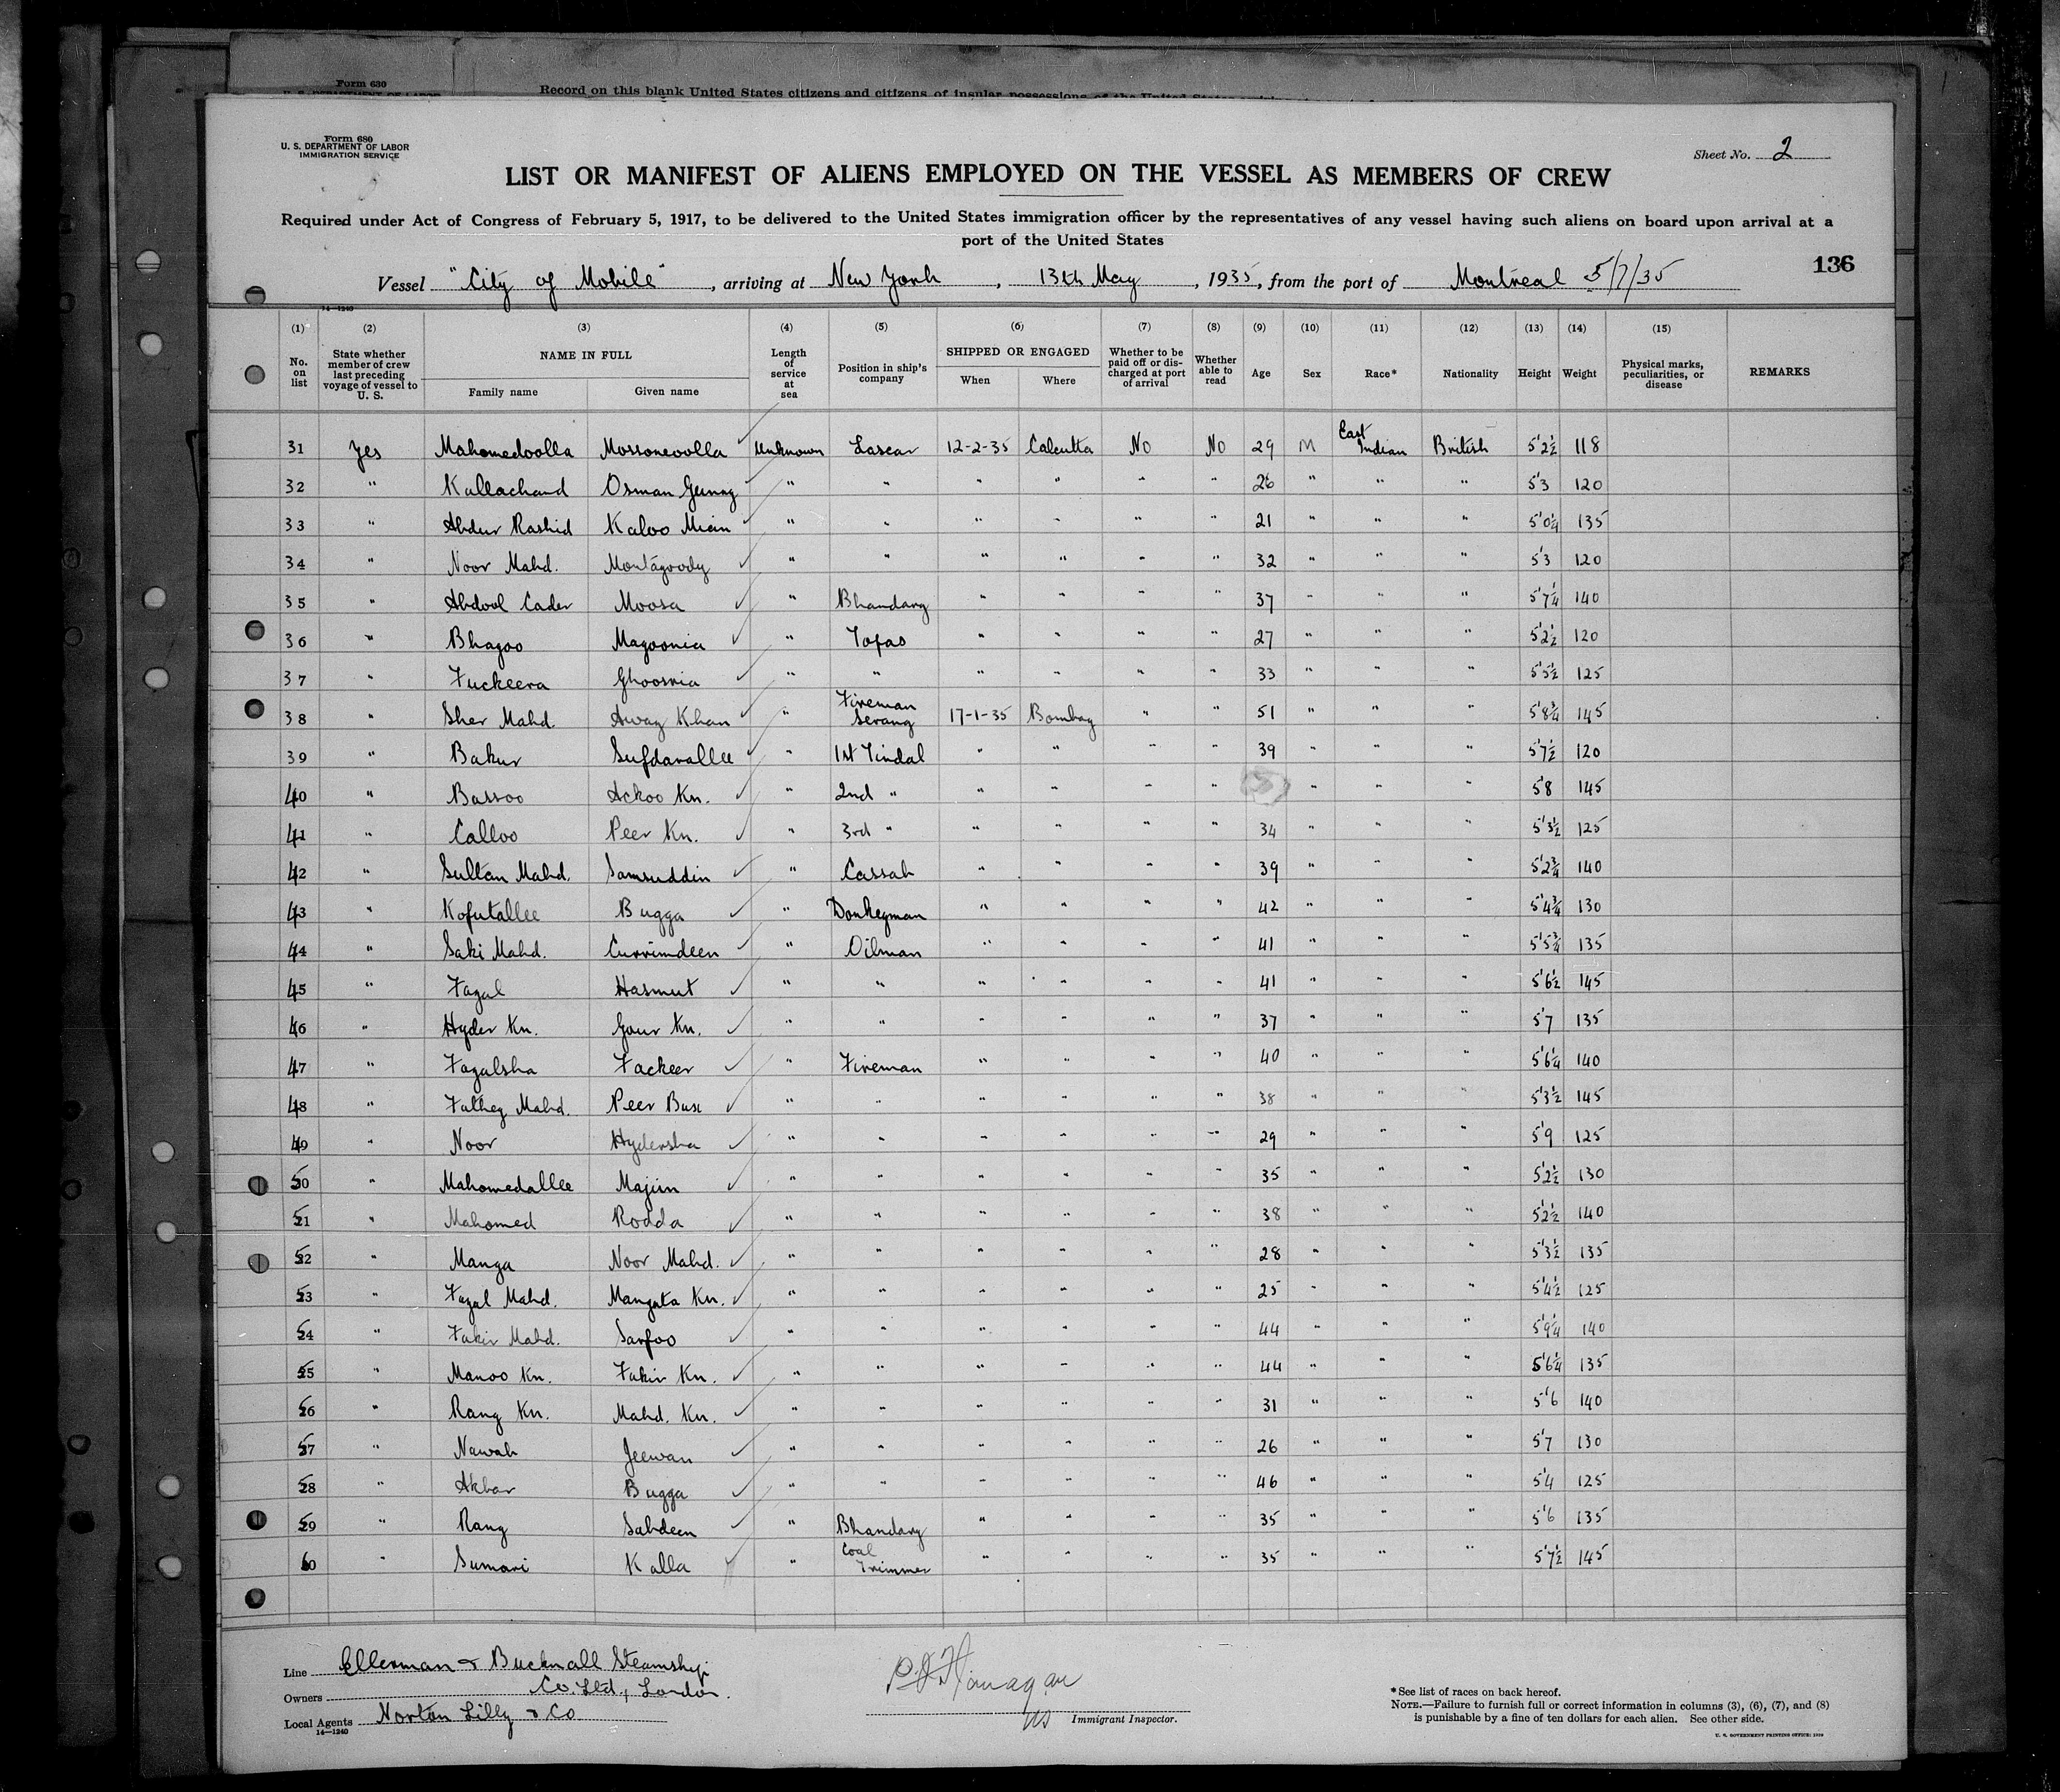 Form 630
Record on this blank United States citizens and citizens of insular possessions of the United States
Form 680
U. S. DEPARTMENT OF LABOR
IMMIGRATION SERVICE
Sheet No. 2
LIST OR MANIFEST OF ALIENS EMPLOYED ON THE VESSEL AS MEMBERS OF CREW
Required under Act of Congress of February 5, 1917, to be delivered to the United States immigration officer by the representatives of any vessel having such aliens on board upon arrival at a
port of the United States
136
Vessel "City of Mobile", arriving at New York, 13th May, 1935, from the port of Montreal 5/7/35
14—1240
(1) (2) (3) (4) (5) (6) (7) (8) (9) (10) (11) (12) (13) (14) (15)
No. on list State whether member of crew last preceding voyage of vessel to U. S. NAME IN FULL Family name Given name Length of service at sea Position in ship's company SHIPPED OR ENGAGED When Where Whether to be paid off or discharged at port of arrival Whether able to read Age Sex Race* Nationality Height Weight Physical marks, peculiarities, or disease REMARKS
31 Yes Mahomedoolla Mossoneoolla Unknown Lascar 12-2-35 Calcutta No No 29 M East Indian British 5'2½ 118
32 " Kallachand Osman Gunny " " " " " " 26 " " " 5'3 120
33 " Abdur Rashid Kaloo Mian " " " " " " 21 " " " 5'0¼ 135
34 " Noor Mahd. Montagoody " " " " " " 32 " " " 5'3 120
35 " Abdool Cader Moosa " Bhandary " " " " 37 " " " 5'7¼ 140
36 " Bhagoo Magoonia " Topas " " " " 27 " " " 5'2½ 120
37 " Fuckeera Ghoosria " " " " " " 33 " " " 5'5½ 125
38 " Sher Mahd. Awaz Khan " Fireman Serang 17-1-35 Bombay " " 51 " " " 5'8¾ 145
39 " Bakur Sufdarallee " 1st Tindal " " " " 39 " " " 5'7½ 120
40 " Bassoo Ackoo Kn. " 2nd " " " " " " " " 5'8 145
41 " Calloo Peer Kn. " 3rd " " " " " 34 " " " 5'3½ 125
42 " Sultan Mahd. Samsuddin " Cassab " " " " 39 " " " 5'2¾ 140
43 " Kofutallee Bugga " Donkeyman " " " " 42 " " " 5'4¾ 130
44 " Saki Mahd. Currimdeen " Oilman " " " " 41 " " " 5'5¾ 135
45 " Fazal Hasmut " " " " " " 41 " " " 5'6½ 145
46 " Hyder Kn. Gour Kn. " " " " " " 37 " " " 5'7 135
47 " Fazalsha Fackeer " Fireman " " " " 40 " " " 5'6¼ 140
48 " Fathey Mahd. Peer Bux " " " " " " 38 " " " 5'3½ 145
49 " Noor Hydersha " " " " " " 29 " " " 5'9 125
50 " Mahomedallee Majum " " " " " " 35 " " " 5'2½ 130
51 " Mahomed Rodda " " " " " " 38 " " " 5'2½ 140
52 " Manga Noor Mahd. " " " " " " 28 " " " 5'3½ 135
53 " Fazal Mahd. Mangata Kn. " " " " " " 25 " " " 5'4½ 125
54 " Fakir Mahd. Sarfoo " " " " " " 44 " " " 5'9¼ 140
55 " Manoo Kn. Fakir Kn. " " " " " " 44 " " " 5'6¼ 135
56 " Rang Kn. Mahd. Kn. " " " " " " 31 " " " 5'6 140
57 " Nawab Jeewan " " " " " " 26 " " " 5'7 130
58 " Akbar Bugga " " " " " " 46 " " " 5'4 125
59 " Rang Sabdeen " Bhandary " " " " 35 " " " 5'6 135
60 " Sumari Kalla " Coal Trimmer " " " " 35 " " " 5'7½ 145
Line Ellerman & Bucknall Steamship
Owners Co. Ltd., London.
Local Agents Norton Lilly & Co
14—1240
P. J. Flanagan
Immigrant Inspector.
*See list of races on back hereof.
NOTE.—Failure to furnish full or correct information in columns (3), (6), (7), and (8)
is punishable by a fine of ten dollars for each alien. See other side.
U. S. GOVERNMENT PRINTING OFFICE: